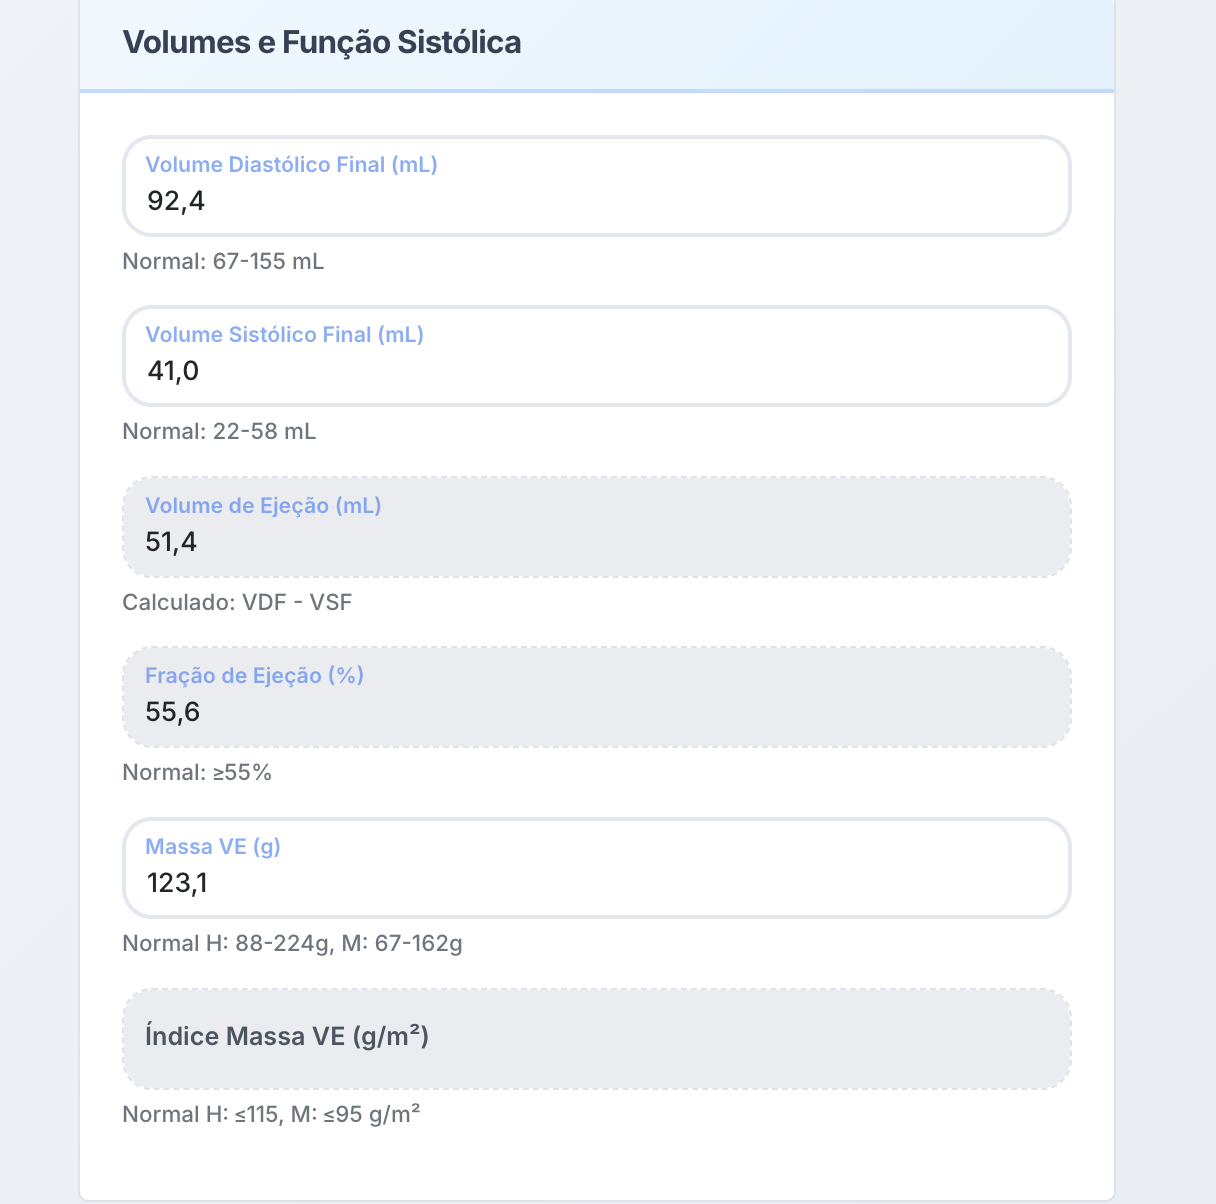 Volumes e Função Sistólica
Volume Diastólico Final (mL)
92,4
Normal: 67-155 mL
Volume Sistólico Final (mL)
41,0
Normal: 22-58 mL
Volume de Ejeção (mL)
51,4
Calculado: VDF - VSF
Fração de Ejeção (%)
55,6
Normal: ≥55%
Massa VE (g)
123,1
Normal H: 88-224g, M: 67-162g
Índice Massa VE (g/m²)
Normal H: ≤115, M: ≤95 g/m²